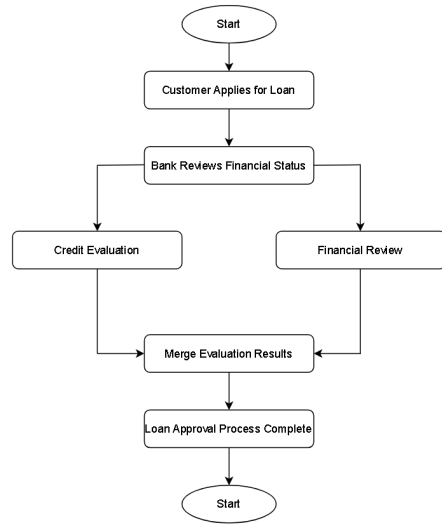 Start
Customer Applies for Loan
Bank Reviews Financial Status
Credit Evaluation
Financial Review
Merge Evaluation Results
Loan Approval Process Complete
Start